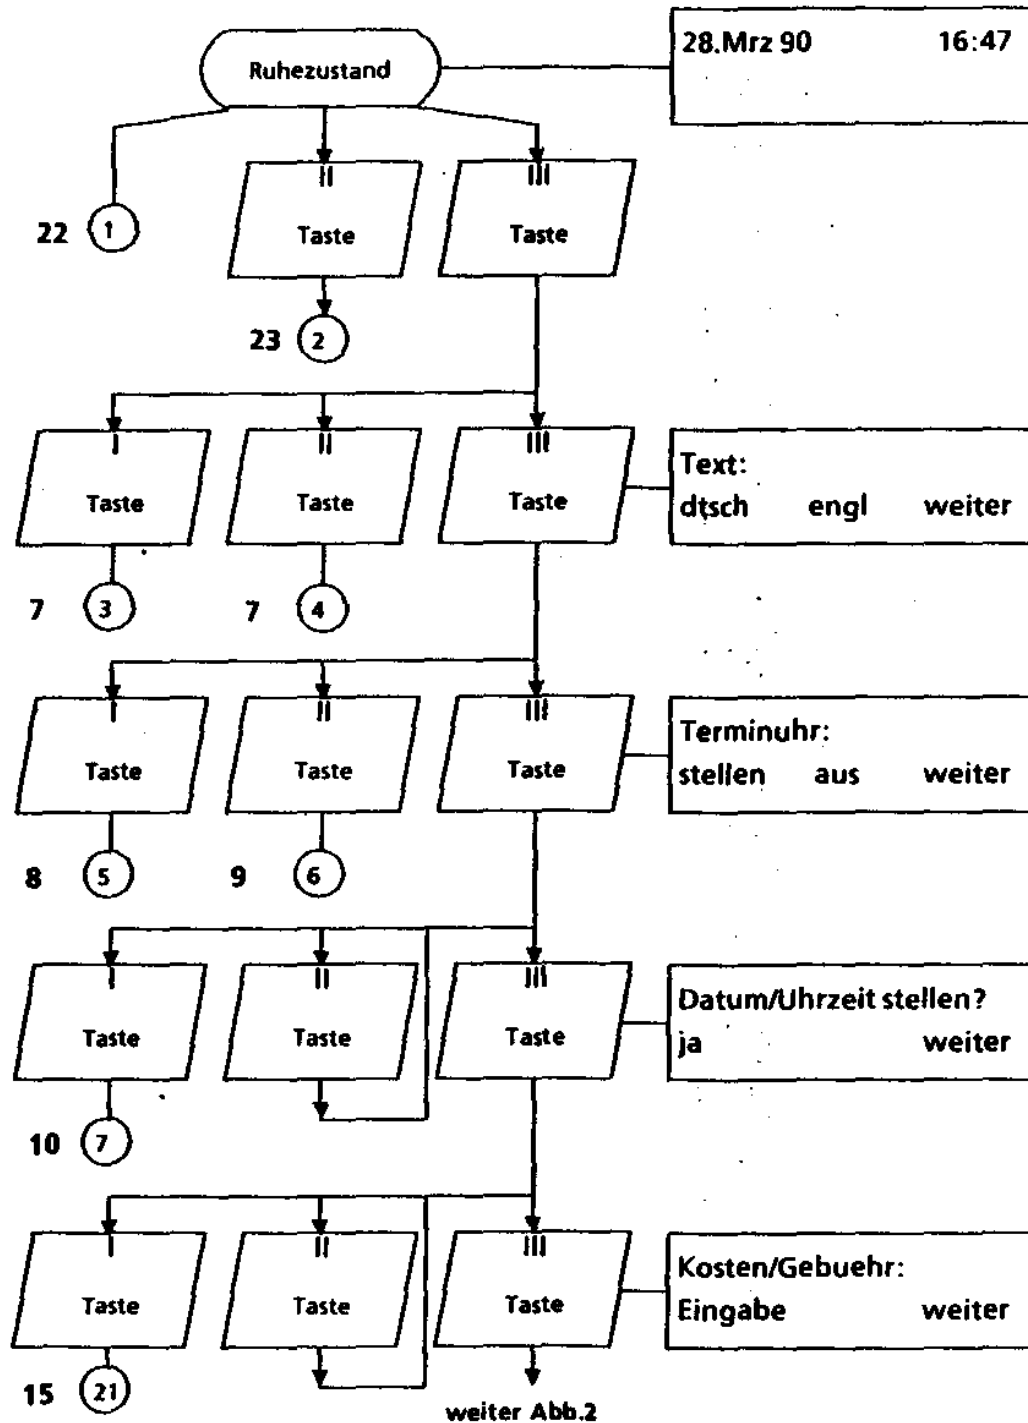 Ruhezustand
28.Mrz 90 16:47
II
Taste
III
Taste
22 1
23 2
I
Taste
II
Taste
III
Taste
Text:
dtsch engl weiter
7 3
7 4
I
Taste
II
Taste
III
Taste
Terminuhr:
stellen aus weiter
8 5
9 6
I
Taste
II
Taste
III
Taste
Datum/Uhrzeit stellen?
ja weiter
10 7
I
Taste
II
Taste
III
Taste
Kosten/Gebuehr:
Eingabe weiter
15 21
weiter Abb.2